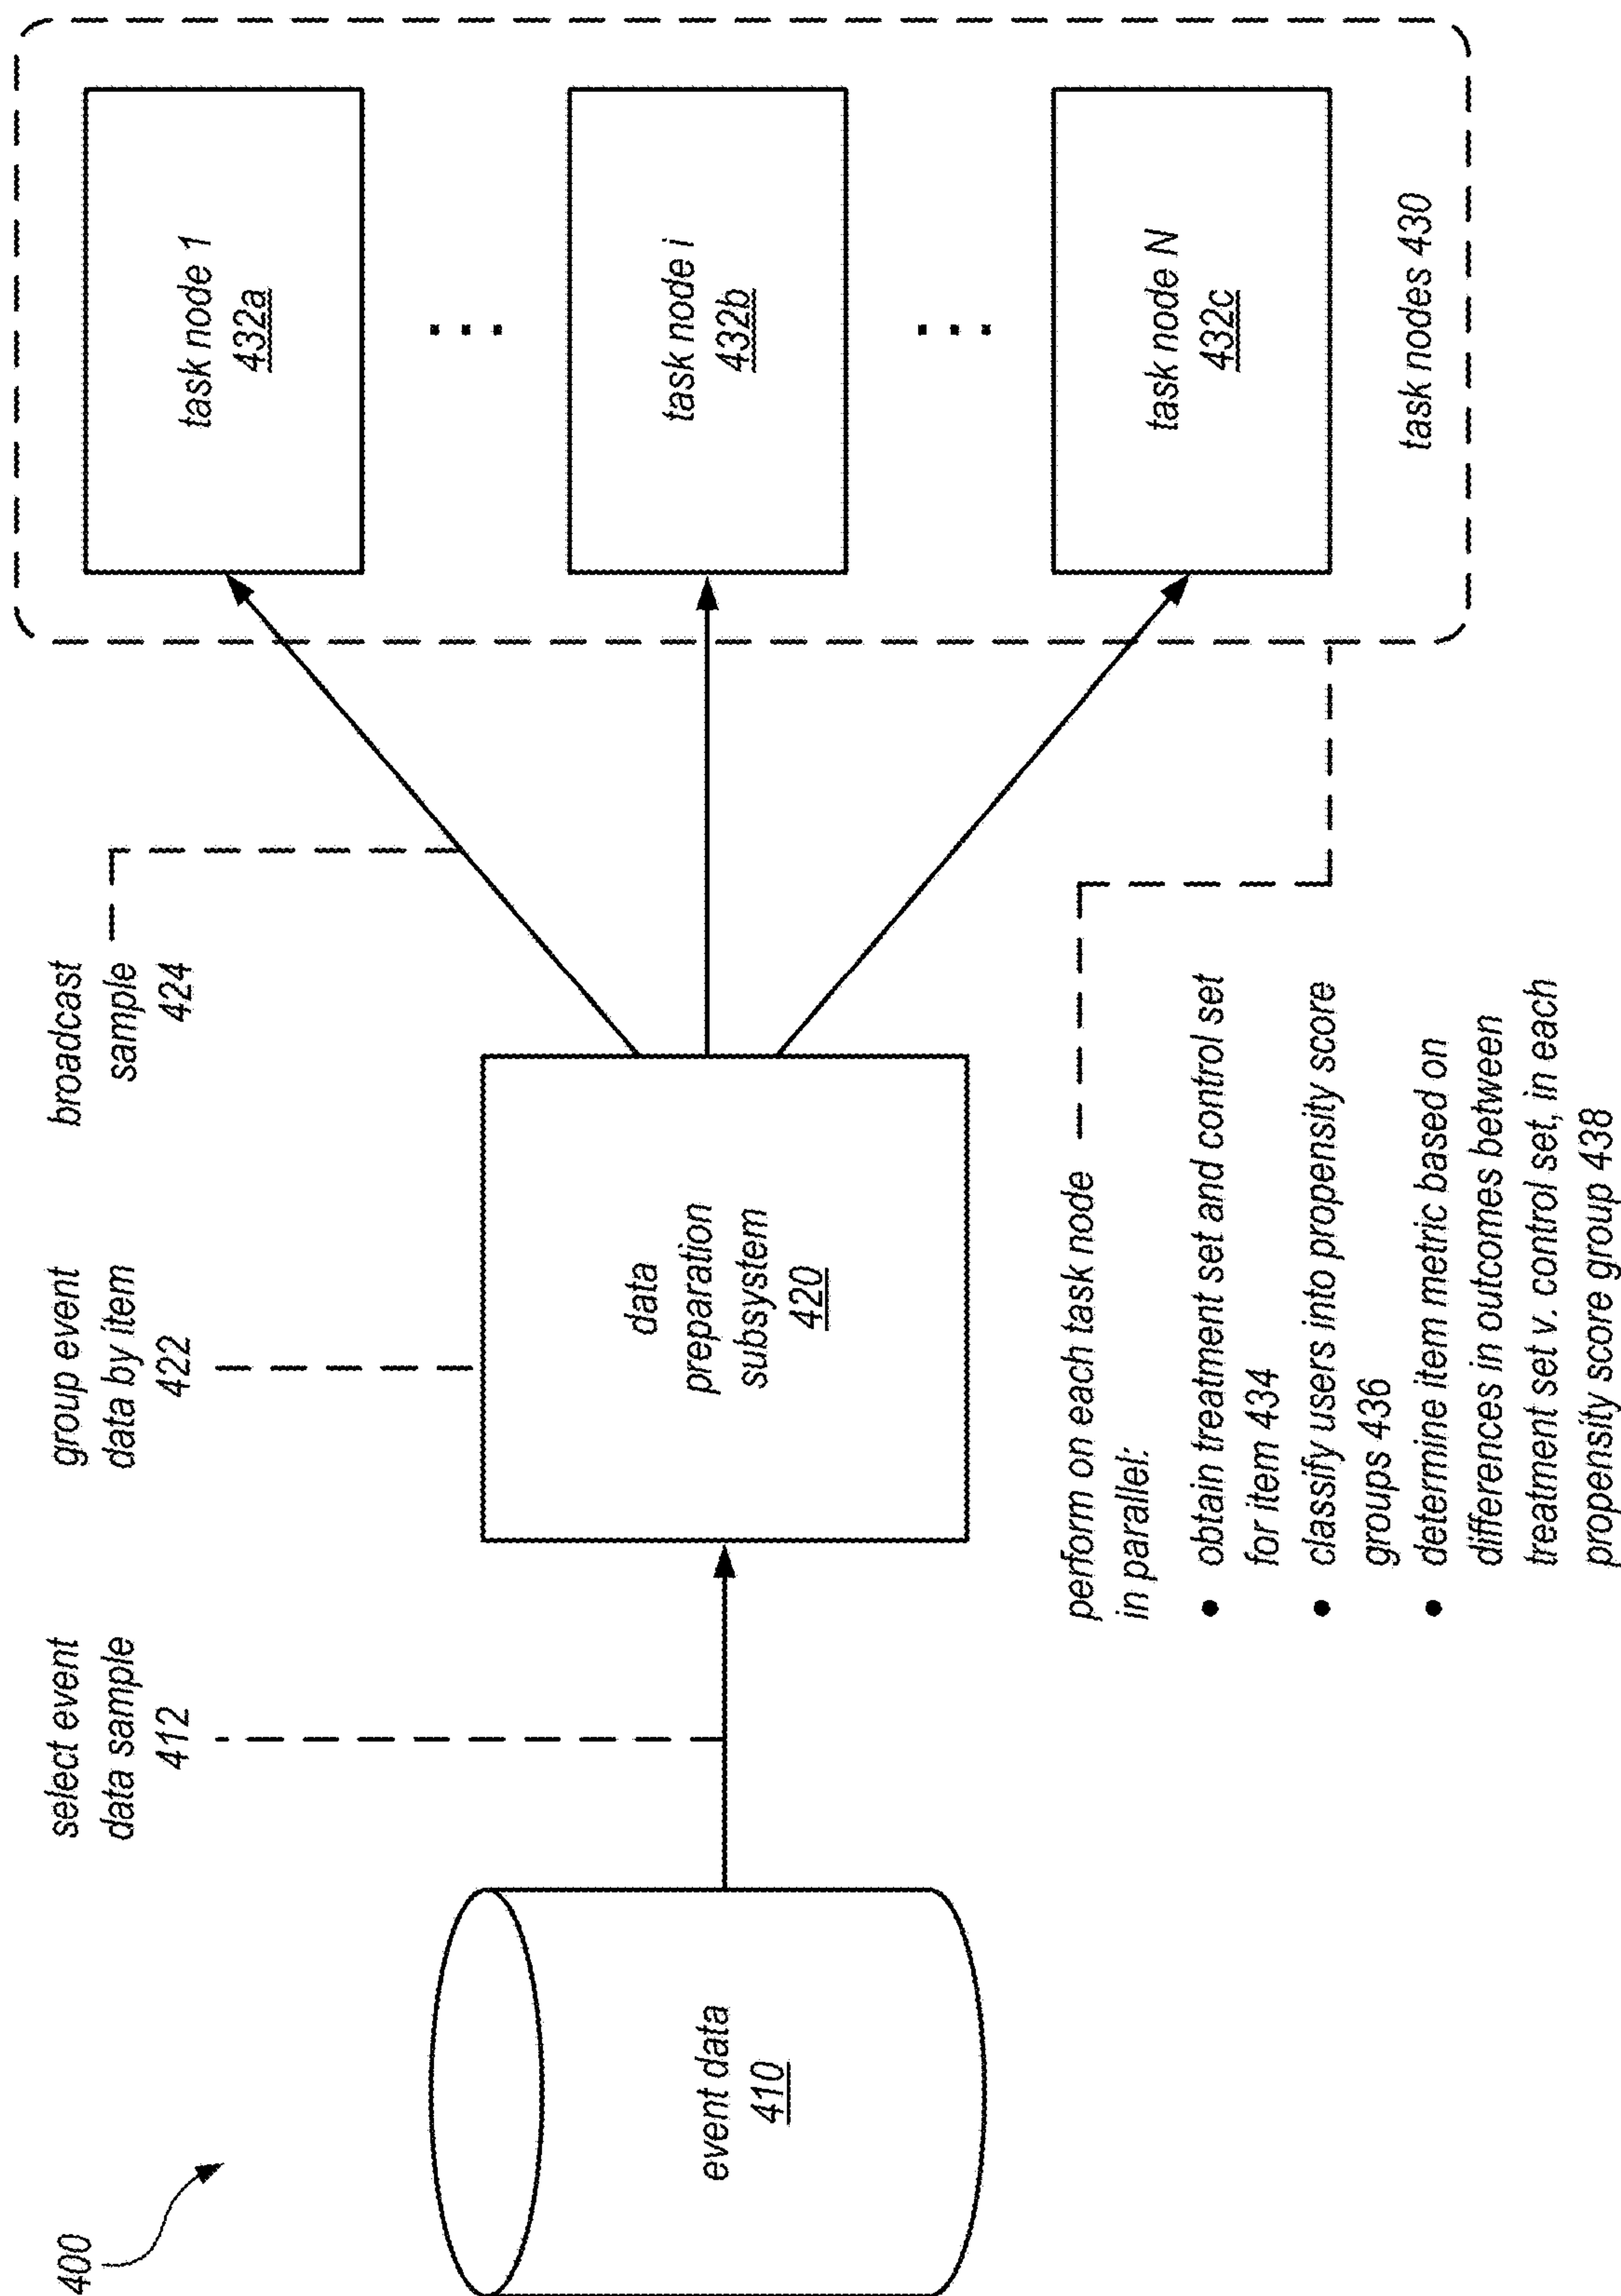 400
event data
410
select event
data sample
412
group event
data by item
422
data
preparation
subsystem
420
broadcast
sample
424
task node 1
432a
task node i
432b
task node N
432c
task nodes 430
perform on each task node
in parallel:
• obtain treatment set and control set
for item 434
• classify users into propensity score
groups 436
• determine item metric based on
differences in outcomes between
treatment set v. control set, in each
propensity score group 438